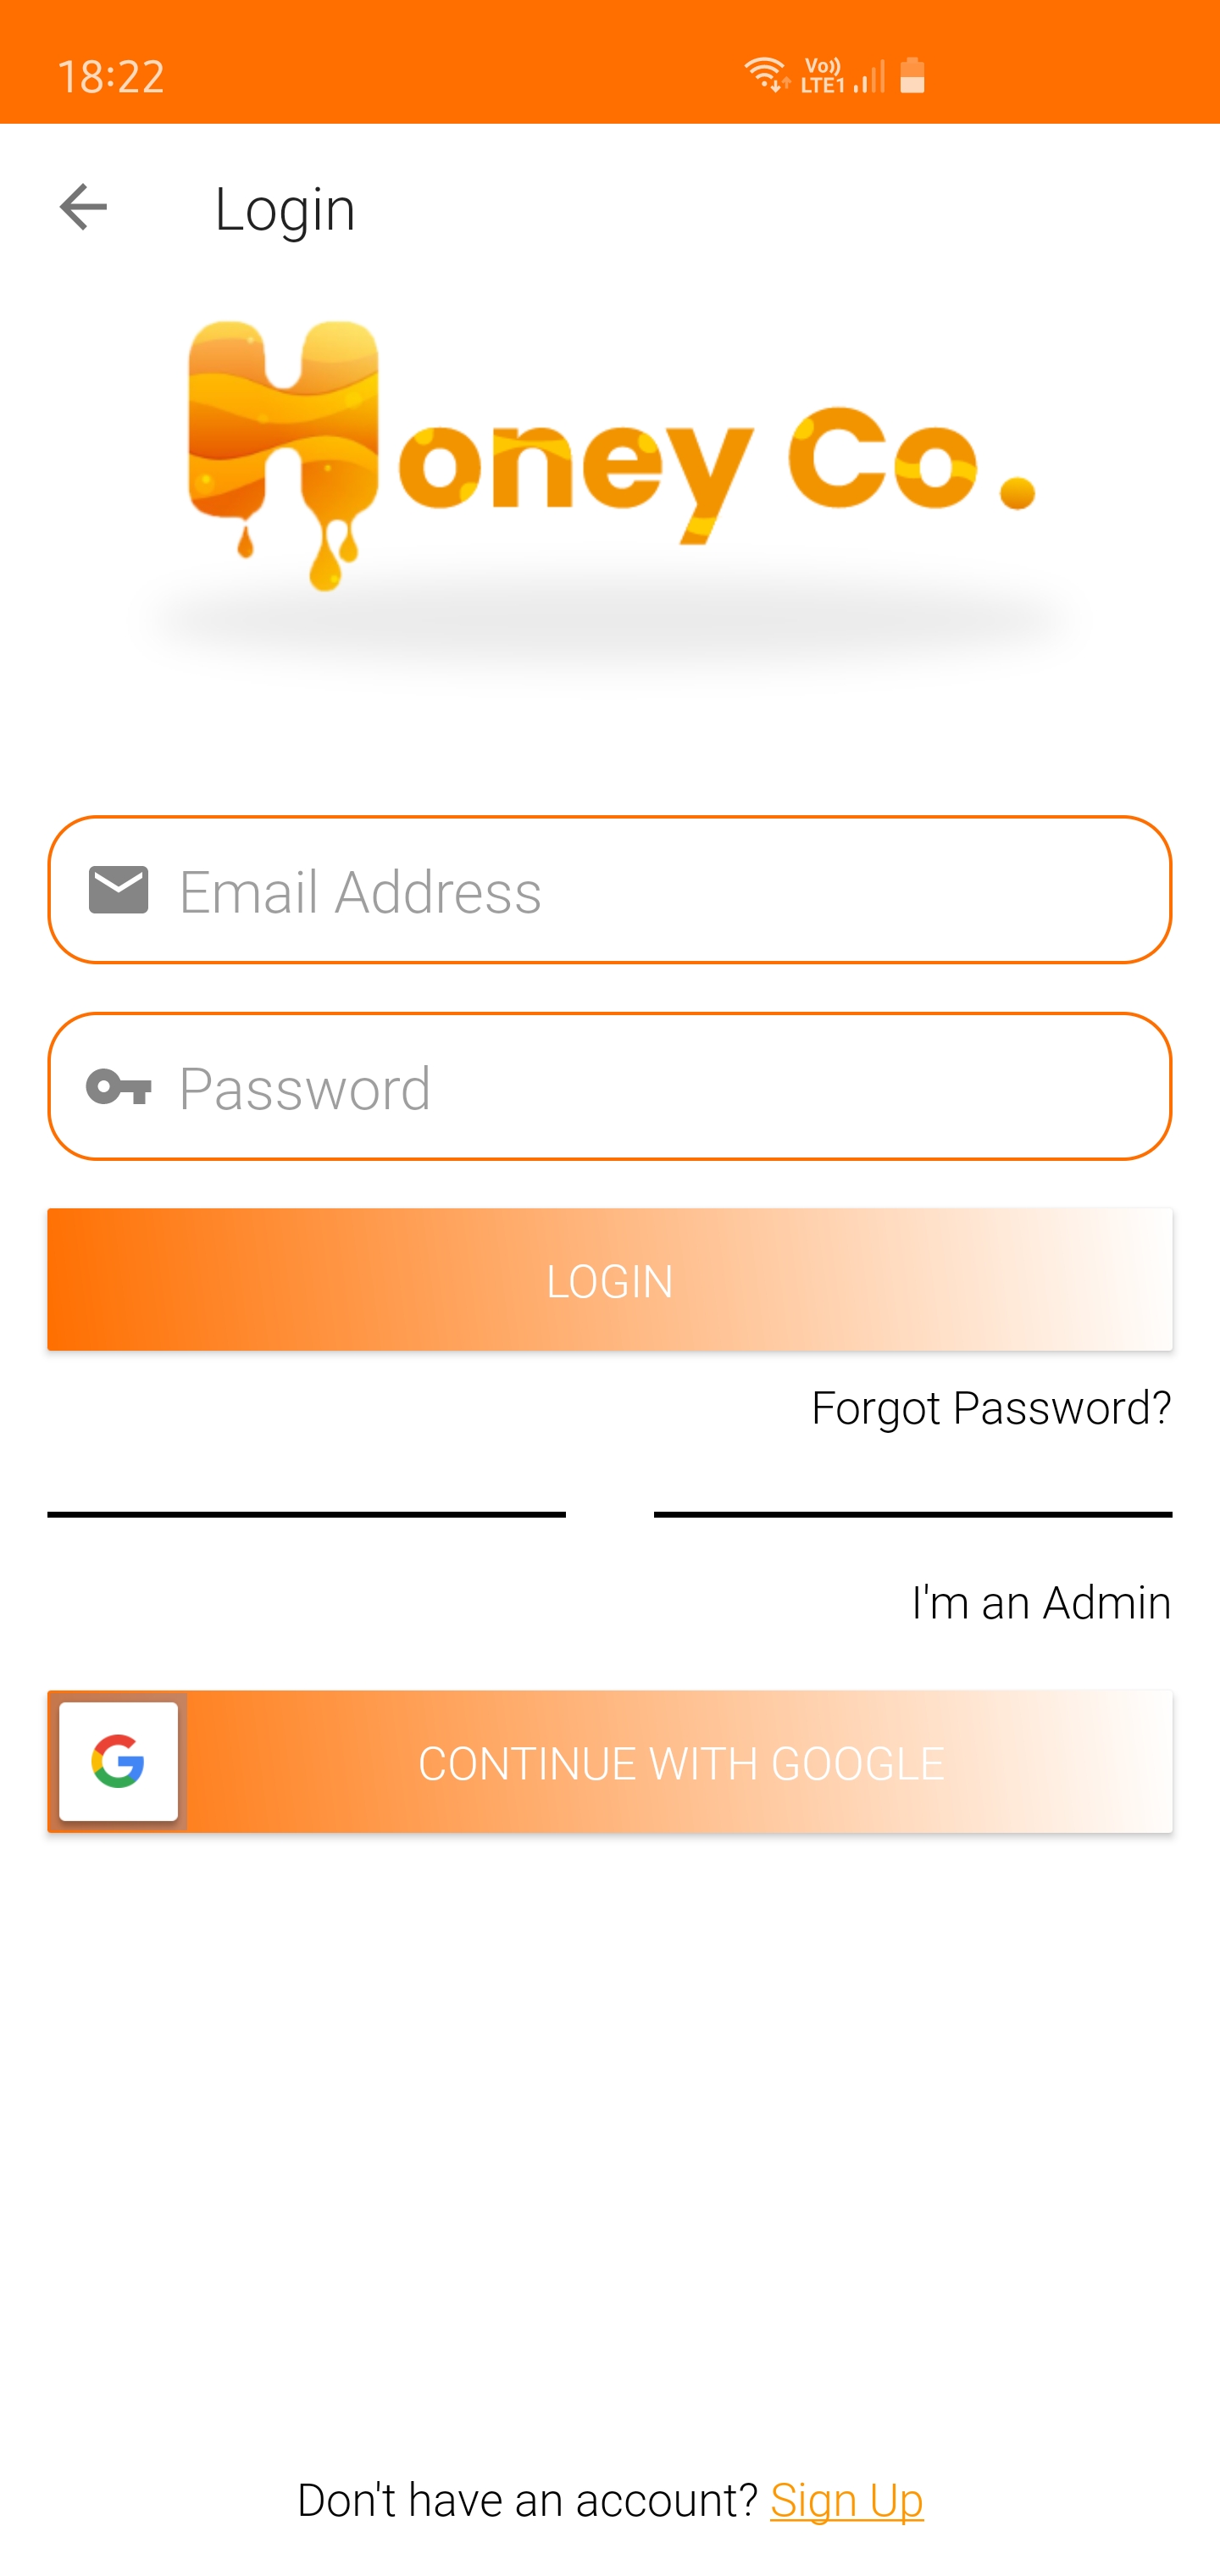 18:22
Vo))
LTE1
Login
Honey Co.
Email Address
Password
LOGIN
Forgot Password?
I'm an Admin
CONTINUE WITH GOOGLE
Don't have an account? Sign Up